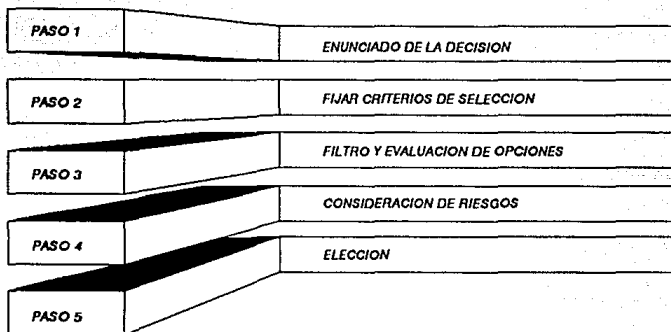 PASO 1
ENUNCIADO DE LA DECISION
PASO 2
FIJAR CRITERIOS DE SELECCION
PASO 3
FILTRO Y EVALUACION DE OPCIONES
PASO 4
CONSIDERACION DE RIESGOS
PASO 5
ELECCION